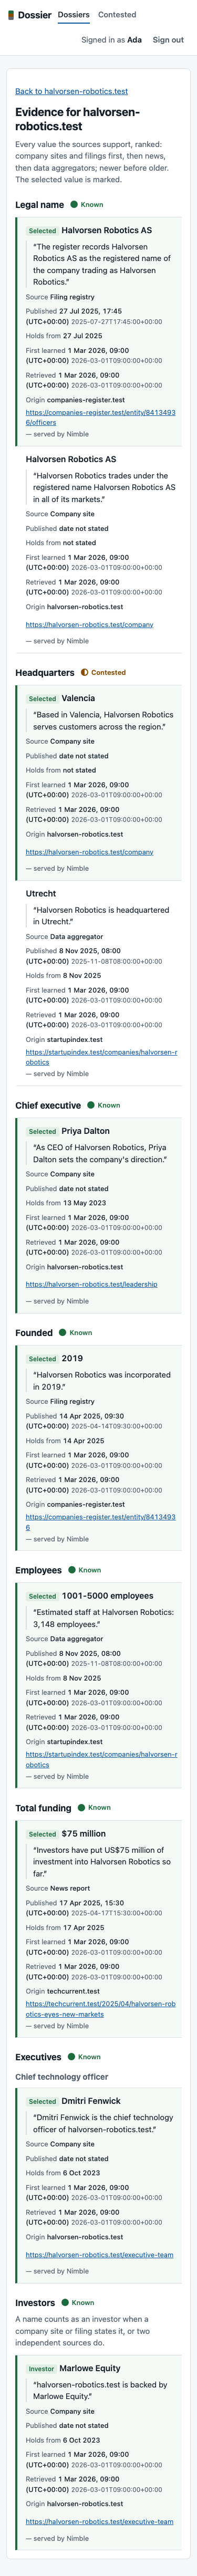 Dossier Dossiers Contested
Signed in as Ada Sign out
Back to halvorsen-robotics.test
Evidence for halvorsen-
robotics.test
Every value the sources support, ranked:
company sites and filings first, then news,
then data aggregators; never before older.
The selected value is marked.
Legal name Known
Selected Halvorsen Robotics AS
“The register records Halvorsen
Robotics AS as the registered name of
the company trading as Halvorsen
Robotics.”
Source Filing registry
Published 27 Jul 2025, 17:45
(UTC+00:00) 2025-07-27T17:45:00+00:00
Holds from 27 Jul 2025
First learned 1 Mar 2026, 09:00
(UTC+00:00) 2026-03-01T09:00:00+00:00
Retrieved 1 Mar 2026, 09:00
(UTC+00:00) 2026-03-01T09:00:00+00:00
Origin companies-register.test
https://companies-register.test/entity/8413493
6/officers
— served by Nimble
Halvorsen Robotics AS
“Halvorsen Robotics trades under the
registered name Halvorsen Robotics AS
in all of its markets.”
Source Company site
Published date not stated
Holds from not stated
First learned 1 Mar 2026, 09:00
(UTC+00:00) 2026-03-01T09:00:00+00:00
Retrieved 1 Mar 2026, 09:00
(UTC+00:00) 2026-03-01T09:00:00+00:00
Origin halvorsen-robotics.test
https://halvorsen-robotics.test/company
— served by Nimble
Headquarters Contested
Selected Valencia
“Based in Valencia, Halvorsen Robotics
serves customers across the region.”
Source Company site
Published date not stated
Holds from not stated
First learned 1 Mar 2026, 09:00
(UTC+00:00) 2026-03-01T09:00:00+00:00
Retrieved 1 Mar 2026, 09:00
(UTC+00:00) 2026-03-01T09:00:00+00:00
Origin halvorsen-robotics.test
https://halvorsen-robotics.test/company
— served by Nimble
Utrecht
“Halvorsen Robotics is headquartered
in Utrecht.”
Source Data aggregator
Published 8 Nov 2025, 08:00
(UTC+00:00) 2025-11-08T08:00:00+00:00
Holds from 8 Nov 2025
First learned 1 Mar 2026, 09:00
(UTC+00:00) 2026-03-01T09:00:00+00:00
Retrieved 1 Mar 2026, 09:00
(UTC+00:00) 2026-03-01T09:00:00+00:00
Origin startupindex.test
https://startupindex.test/companies/halvorsen-r
obotics
— served by Nimble
Chief executive Known
Selected Priya Dalton
“As CEO of Halvorsen Robotics, Priya
Dalton sets the company's direction.”
Source Company site
Published date not stated
Holds from 13 May 2023
First learned 1 Mar 2026, 09:00
(UTC+00:00) 2026-03-01T09:00:00+00:00
Retrieved 1 Mar 2026, 09:00
(UTC+00:00) 2026-03-01T09:00:00+00:00
Origin halvorsen-robotics.test
https://halvorsen-robotics.test/leadership
— served by Nimble
Founded Known
Selected 2019
“Halvorsen Robotics was incorporated
in 2019.”
Source Filing registry
Published 14 Apr 2025, 09:30
(UTC+00:00) 2025-04-14T09:30:00+00:00
Holds from 14 Apr 2025
First learned 1 Mar 2026, 09:00
(UTC+00:00) 2026-03-01T09:00:00+00:00
Retrieved 1 Mar 2026, 09:00
(UTC+00:00) 2026-03-01T09:00:00+00:00
Origin companies-register.test
https://companies-register.test/entity/8413493
6
— served by Nimble
Employees Known
Selected 1001-5000 employees
“Estimated staff at Halvorsen Robotics:
3,148 employees.”
Source Data aggregator
Published 8 Nov 2025, 08:00
(UTC+00:00) 2025-11-08T08:00:00+00:00
Holds from 8 Nov 2025
First learned 1 Mar 2026, 09:00
(UTC+00:00) 2026-03-01T09:00:00+00:00
Retrieved 1 Mar 2026, 09:00
(UTC+00:00) 2026-03-01T09:00:00+00:00
Origin startupindex.test
https://startupindex.test/companies/halvorsen-r
obotics
— served by Nimble
Total funding Known
Selected $75 million
“Investors have put US$75 million of
investment into Halvorsen Robotics so
far.”
Source News report
Published 17 Apr 2025, 15:30
(UTC+00:00) 2025-04-17T15:30:00+00:00
Holds from 17 Apr 2025
First learned 1 Mar 2026, 09:00
(UTC+00:00) 2026-03-01T09:00:00+00:00
Retrieved 1 Mar 2026, 09:00
(UTC+00:00) 2026-03-01T09:00:00+00:00
Origin techcurrent.test
https://techcurrent.test/2025/04/halvorsen-rob
otics-eyes-new-markets
— served by Nimble
Executives Known
Chief technology officer
Selected Dmitri Fenwick
“Dmitri Fenwick is the chief technology
officer of halvorsen-robotics.test.”
Source Company site
Published date not stated
Holds from 6 Oct 2023
First learned 1 Mar 2026, 09:00
(UTC+00:00) 2026-03-01T09:00:00+00:00
Retrieved 1 Mar 2026, 09:00
(UTC+00:00) 2026-03-01T09:00:00+00:00
Origin halvorsen-robotics.test
https://halvorsen-robotics.test/executive-team
— served by Nimble
Investors Known
A name counts as an investor when a
company site or filing states it, or two
independent sources do.
Investor Marlowe Equity
“halvorsen-robotics.test is backed by
Marlowe Equity.”
Source Company site
Published date not stated
Holds from 6 Oct 2023
First learned 1 Mar 2026, 09:00
(UTC+00:00) 2026-03-01T09:00:00+00:00
Retrieved 1 Mar 2026, 09:00
(UTC+00:00) 2026-03-01T09:00:00+00:00
Origin halvorsen-robotics.test
https://halvorsen-robotics.test/executive-team
— served by Nimble